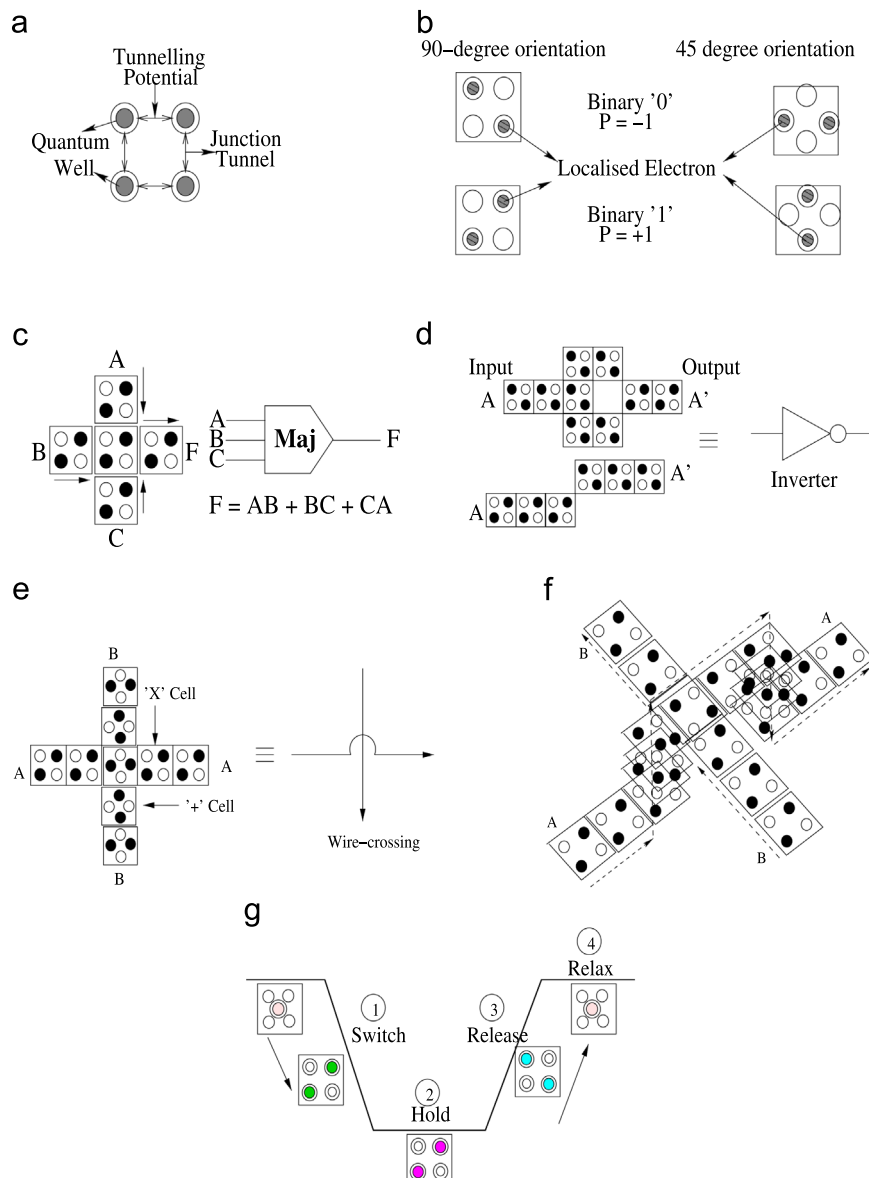 a
Tunnelling
Potential
Quantum
Well
Junction
Tunnel
b
90−degree orientation
45 degree orientation
Binary '0'
P = −1
Localised Electron
Binary '1'
P = +1
c
A
B
F
C
A
B
C
Maj
F
F = AB + BC + CA
d
Input
Output
A
A'
A'
A
Inverter
e
B
'X' Cell
A
A
'+' Cell
B
Wire−crossing
f
A
B
A
B
g
4
Relax
1
Switch
3
Release
2
Hold